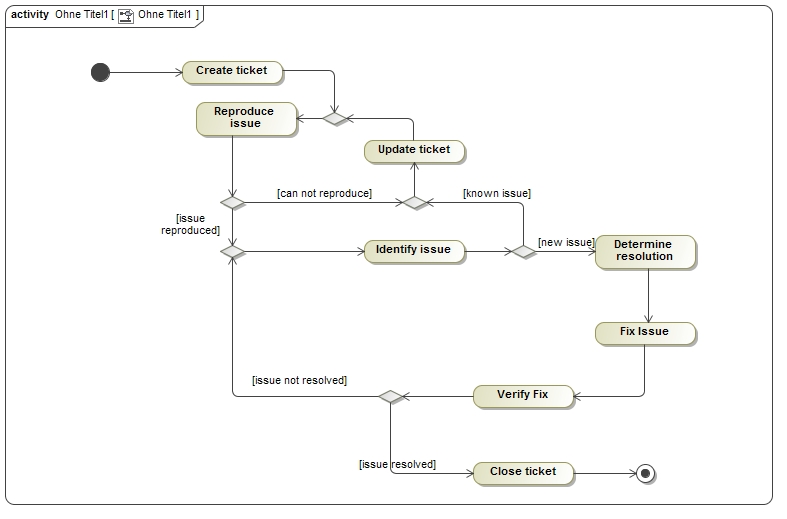 activity Ohne Titel1 [ Ohne Titel1 ]
Create ticket
Reproduce
issue
Update ticket
[can not reproduce]
[known issue]
[issue
reproduced]
Identify issue
[new issue]
Determine
resolution
Fix Issue
[issue not resolved]
Verify Fix
[issue resolved]
Close ticket